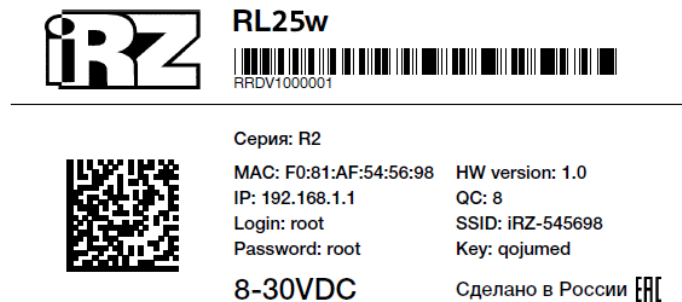 iRZ
RL25w
RRDV1000001
Серия: R2
MAC: F0:81:AF:54:56:98
HW version: 1.0
IP: 192.168.1.1
QC: 8
Login: root
SSID: iRZ-545698
Password: root
Key: qojumed
8-30VDC
Сделано в России EAC